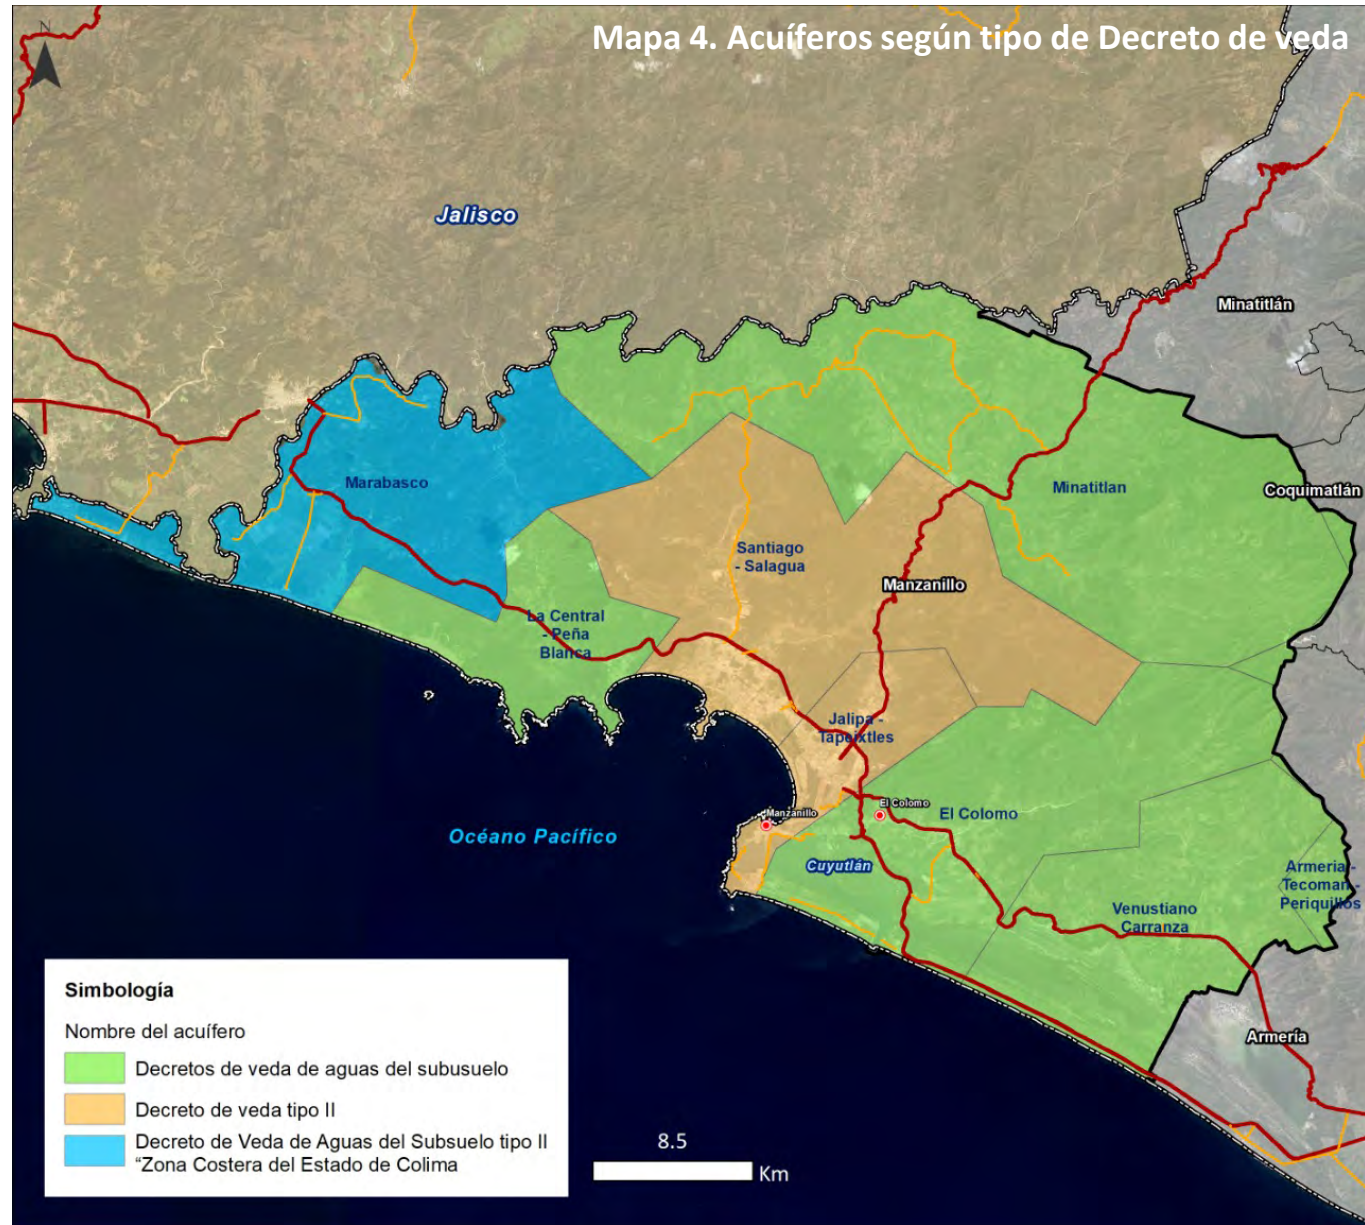 Mapa 4. Acuíferos según tipo de Decreto de veda
N
Jalisco
Minatitlán
Marabasco
Minatitlan
Coquimatlán
Santiago
- Salagua
Manzanillo
La Central
- Peña
Blanca
Jalipa -
Tapeixtles
Manzanillo
El Colomo
El Colomo
Océano Pacífico
Cuyutlán
Armeria -
Tecoman -
Periquillos
Venustiano
Carranza
Armería
Simbología
Nombre del acuífero
Decretos de veda de aguas del subusuelo
Decreto de veda tipo II
Decreto de Veda de Aguas del Subsuelo tipo II
“Zona Costera del Estado de Colima
8.5
Km